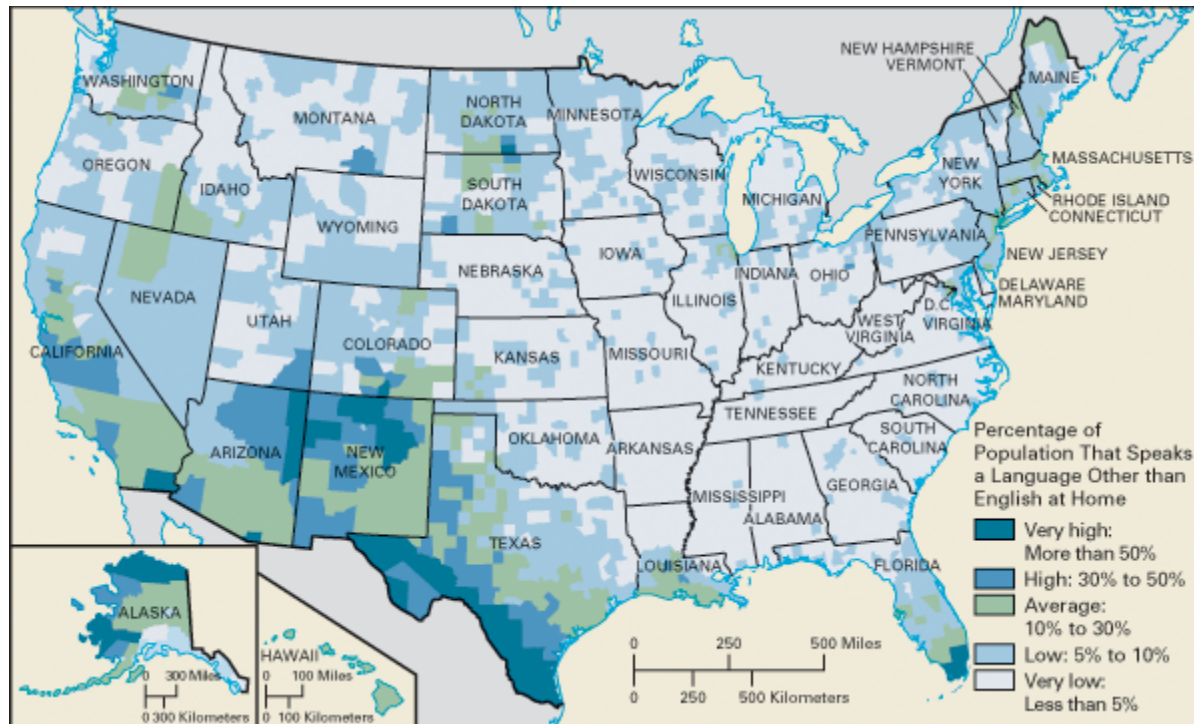 WASHINGTON
MONTANA
NORTH
DAKOTA
MINNESOTA
NEW HAMPSHIRE
VERMONT
MAINE
OREGON
IDAHO
SOUTH
DAKOTA
WISCONSIN
MICHIGAN
NEW
YORK
MASSACHUSETTS
RHODE ISLAND
CONNECTICUT
WYOMING
NEBRASKA
IOWA
PENNSYLVANIA
NEW JERSEY
NEVADA
UTAH
COLORADO
KANSAS
MISSOURI
ILLINOIS
INDIANA
OHIO
DELAWARE
MARYLAND
D.C.
WEST
VIRGINIA
VIRGINIA
CALIFORNIA
KENTUCKY
ARIZONA
NEW
MEXICO
OKLAHOMA
ARKANSAS
TENNESSEE
NORTH
CAROLINA
SOUTH
CAROLINA
MISSISSIPPI
ALABAMA
GEORGIA
TEXAS
LOUISIANA
FLORIDA
ALASKA
0 300 Miles
0 300 Kilometers
HAWAII
0 100 Miles
0 100 Kilometers
0 250 500 Miles
0 250 500 Kilometers
Percentage of
Population That Speaks
a Language Other than
English at Home
Very high:
More than 50%
High: 30% to 50%
Average:
10% to 30%
Low: 5% to 10%
Very low:
Less than 5%